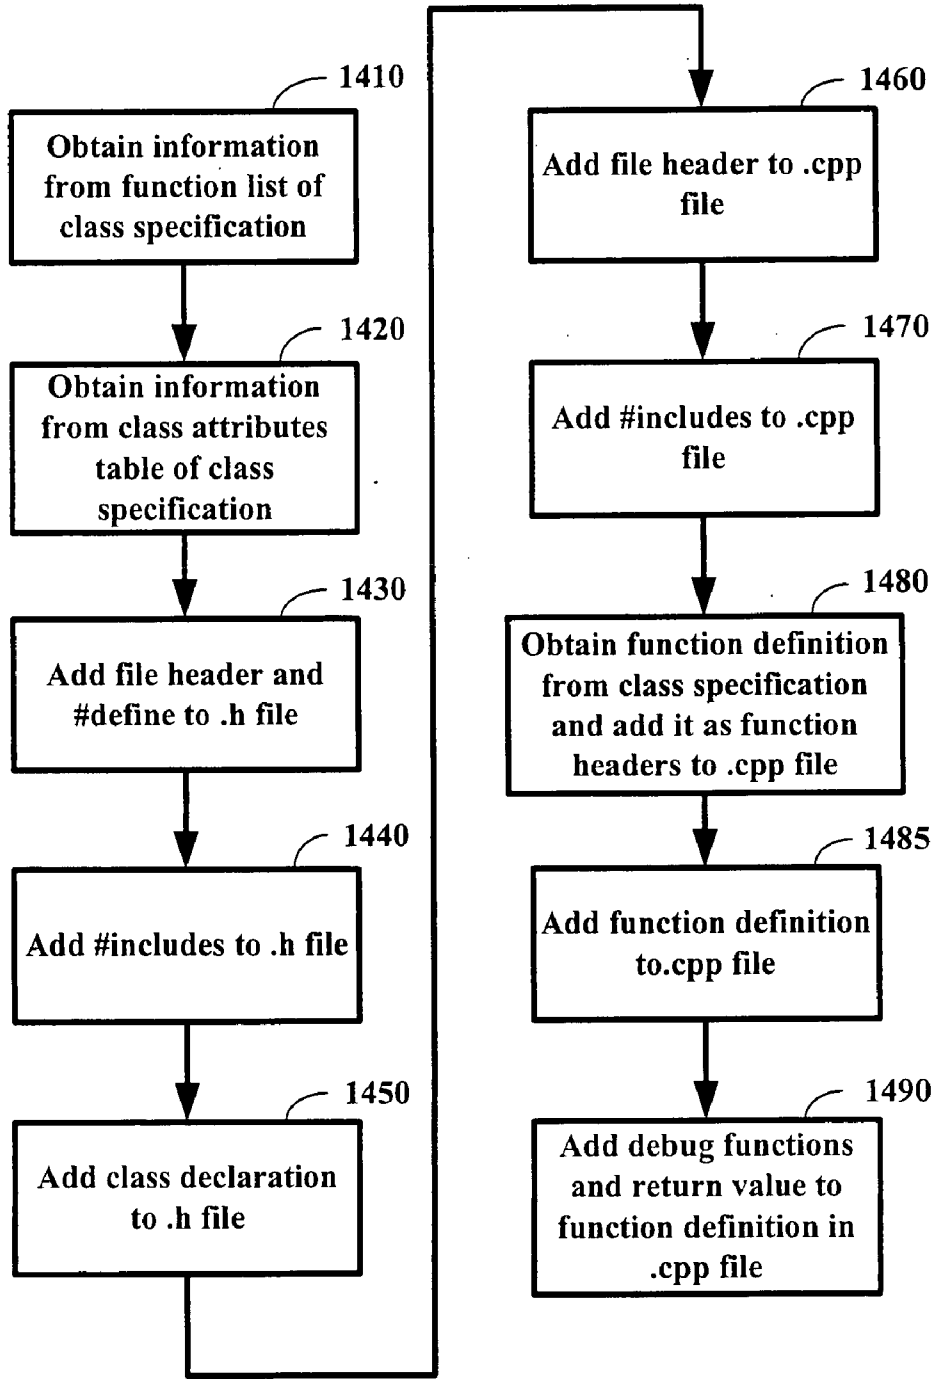 1410
Obtain information
from function list of
class specification
1420
Obtain information
from class attributes
table of class
specification
1430
Add file header and
#define to .h file
1440
Add #includes to .h file
1450
Add class declaration
to .h file
1460
Add file header to .cpp
file
1470
Add #includes to .cpp
file
1480
Obtain function definition
from class specification
and add it as function
headers to .cpp file
1485
Add function definition
to.cpp file
1490
Add debug functions
and return value to
function definition in
.cpp file